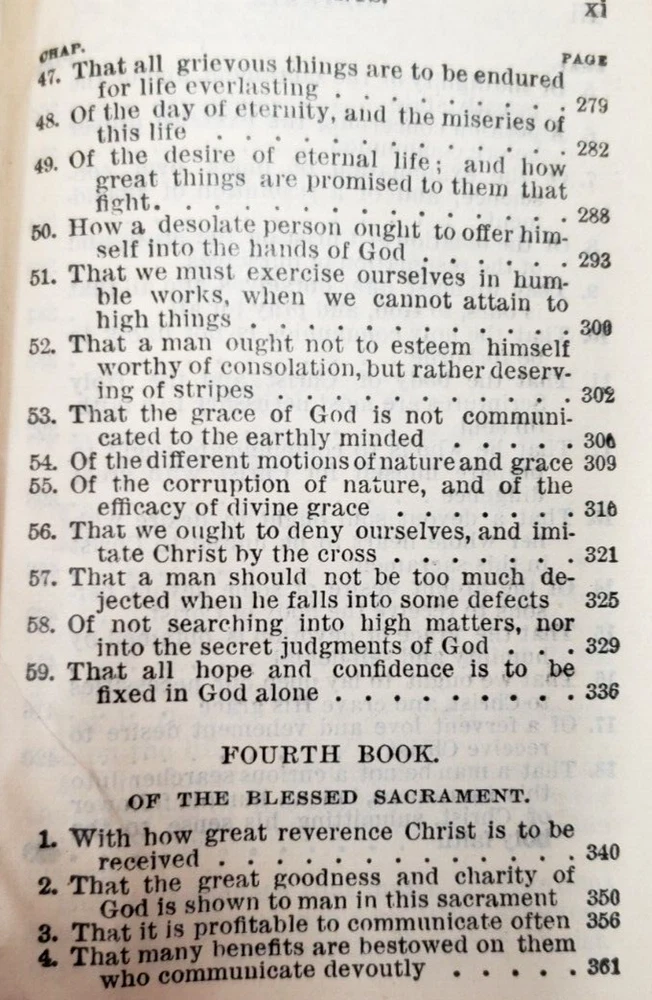 xi
CHAP. PAGE
47. That all grievous things are to be endured
for life everlasting . . . . . . . 279
48. Of the day of eternity, and the miseries of
this life . . . . . . . . . . . 282
49. Of the desire of eternal life; and how
great things are promised to them that
fight. . . . . . . . . . . . . 288
50. How a desolate person ought to offer him-
self into the hands of God . . . . . . 293
51. That we must exercise ourselves in hum-
ble works, when we cannot attain to
high things . . . . . . . . . . . 300
52. That a man ought not to esteem himself
worthy of consolation, but rather deserv-
ing of stripes . . . . . . . . . . 302
53. That the grace of God is not communi-
cated to the earthly minded . . . . . 306
54. Of the different motions of nature and grace 309
55. Of the corruption of nature, and of the
efficacy of divine grace . . . . . . . 316
56. That we ought to deny ourselves, and imi-
tate Christ by the cross . . . . . . . 321
57. That a man should not be too much de-
jected when he falls into some defects 325
58. Of not searching into high matters, nor
into the secret judgments of God . . . 329
59. That all hope and confidence is to be
fixed in God alone . . . . . . . . . 336
FOURTH BOOK.
OF THE BLESSED SACRAMENT.
1. With how great reverence Christ is to be
received . . . . . . . . . . . . 340
2. That the great goodness and charity of
God is shown to man in this sacrament 350
3. That it is profitable to communicate often 356
4. That many benefits are bestowed on them
who communicate devoutly . . . . . 361